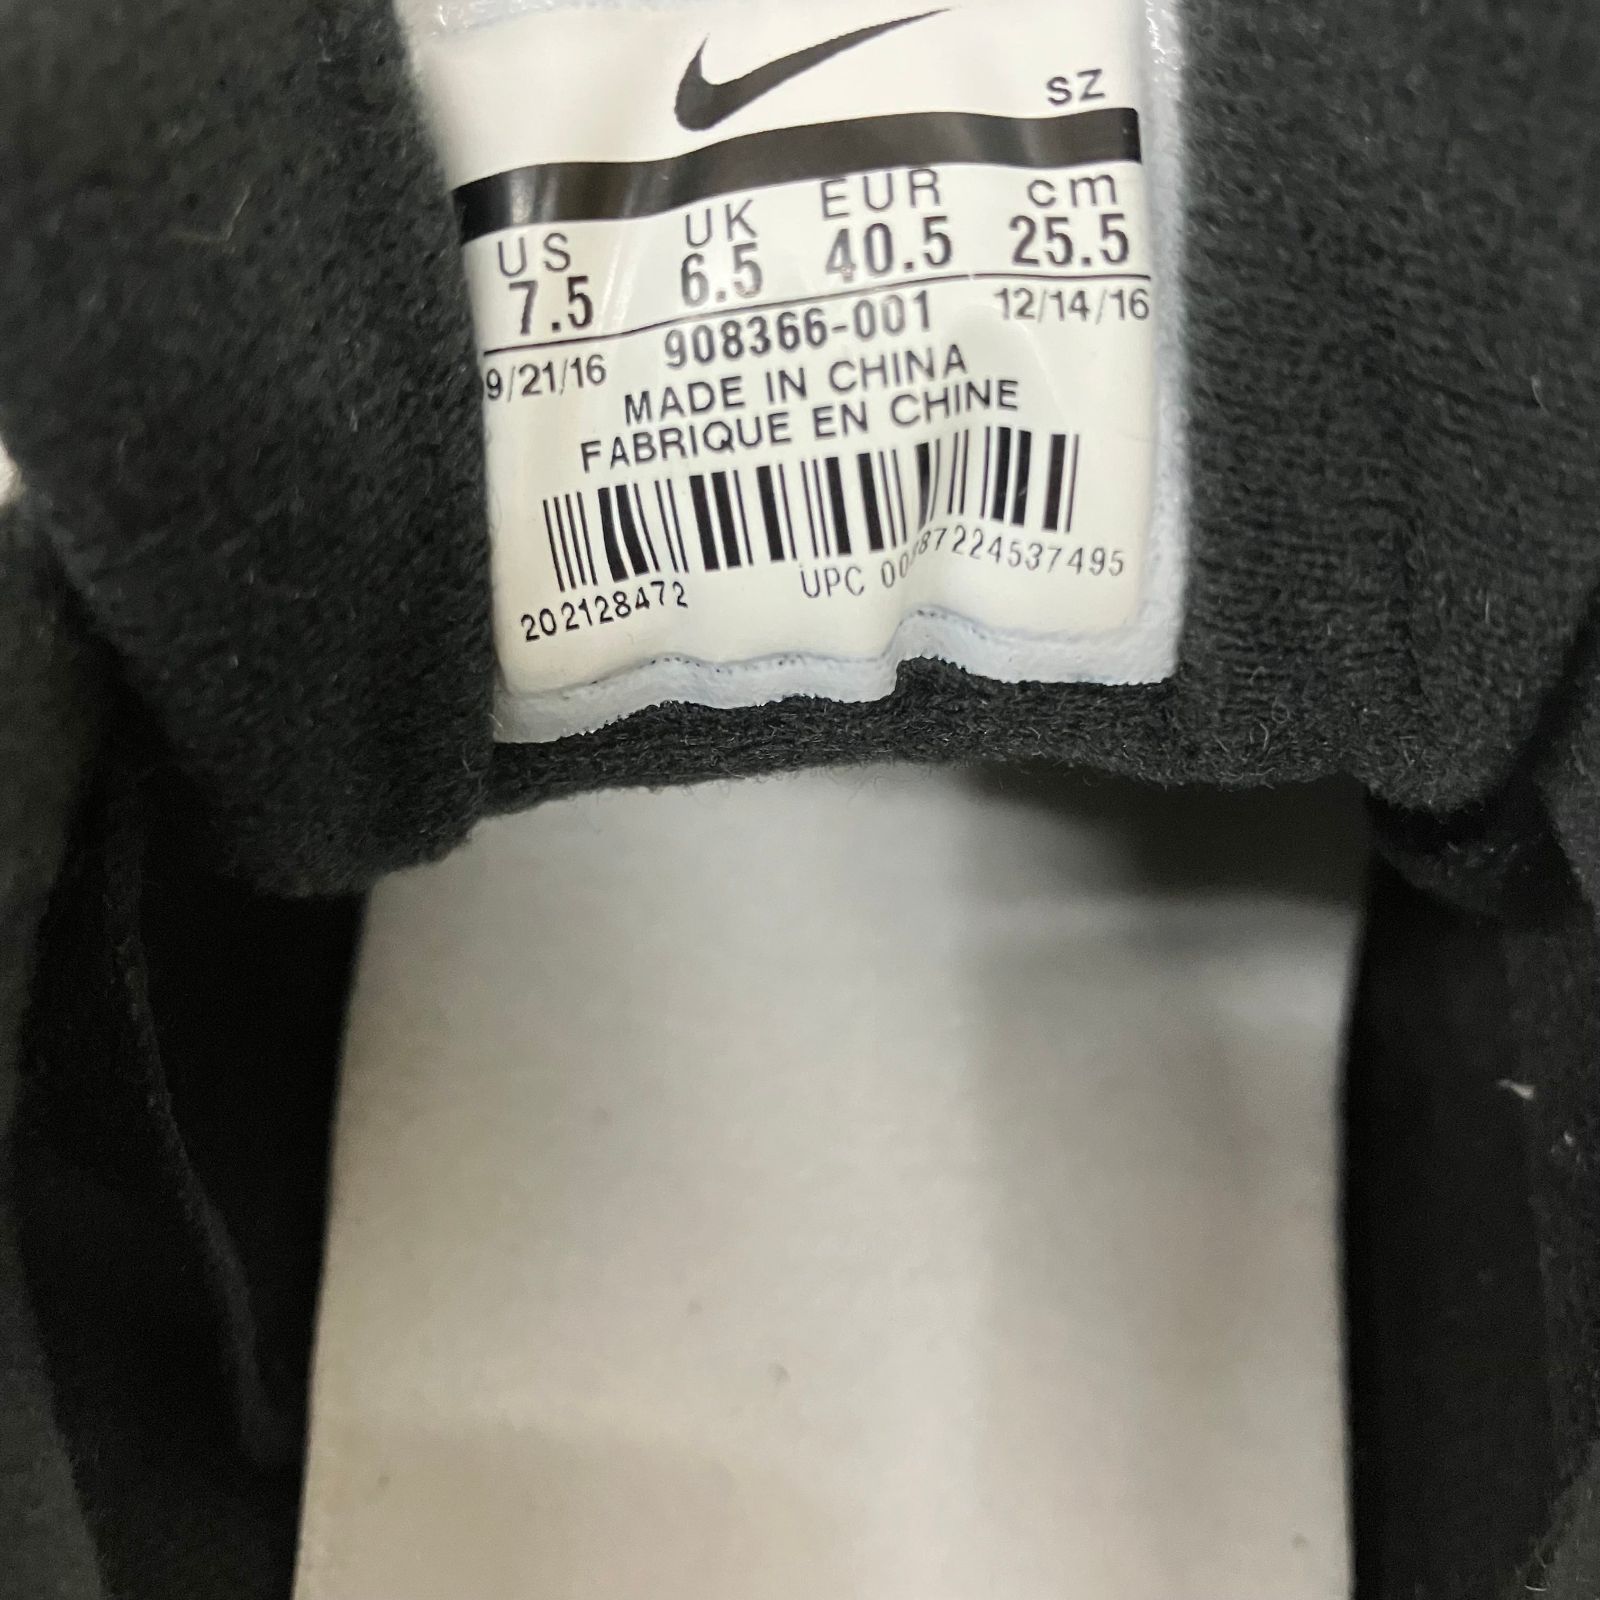 SZ
US UK EUR cm
7.5 6.5 40.5 25.5
9/21/16 908366-001 12/14/16
MADE IN CHINA
FABRIQUE EN CHINE
202128472 UPC